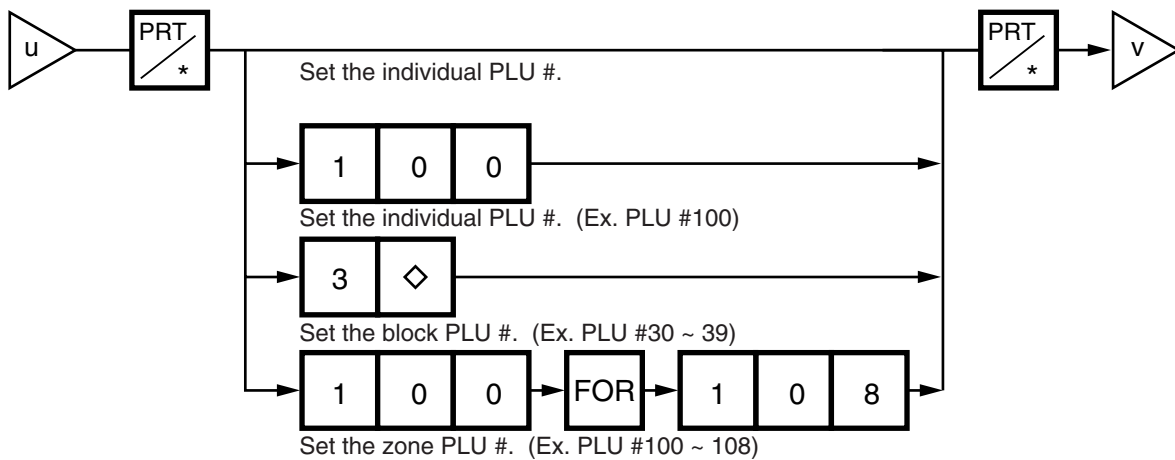 u PRT * PRT * v
Set the individual PLU #.
1 0 0
Set the individual PLU #. (Ex. PLU #100)
3 ◇
Set the block PLU #. (Ex. PLU #30 ~ 39)
1 0 0 FOR 1 0 8
Set the zone PLU #. (Ex. PLU #100 ~ 108)